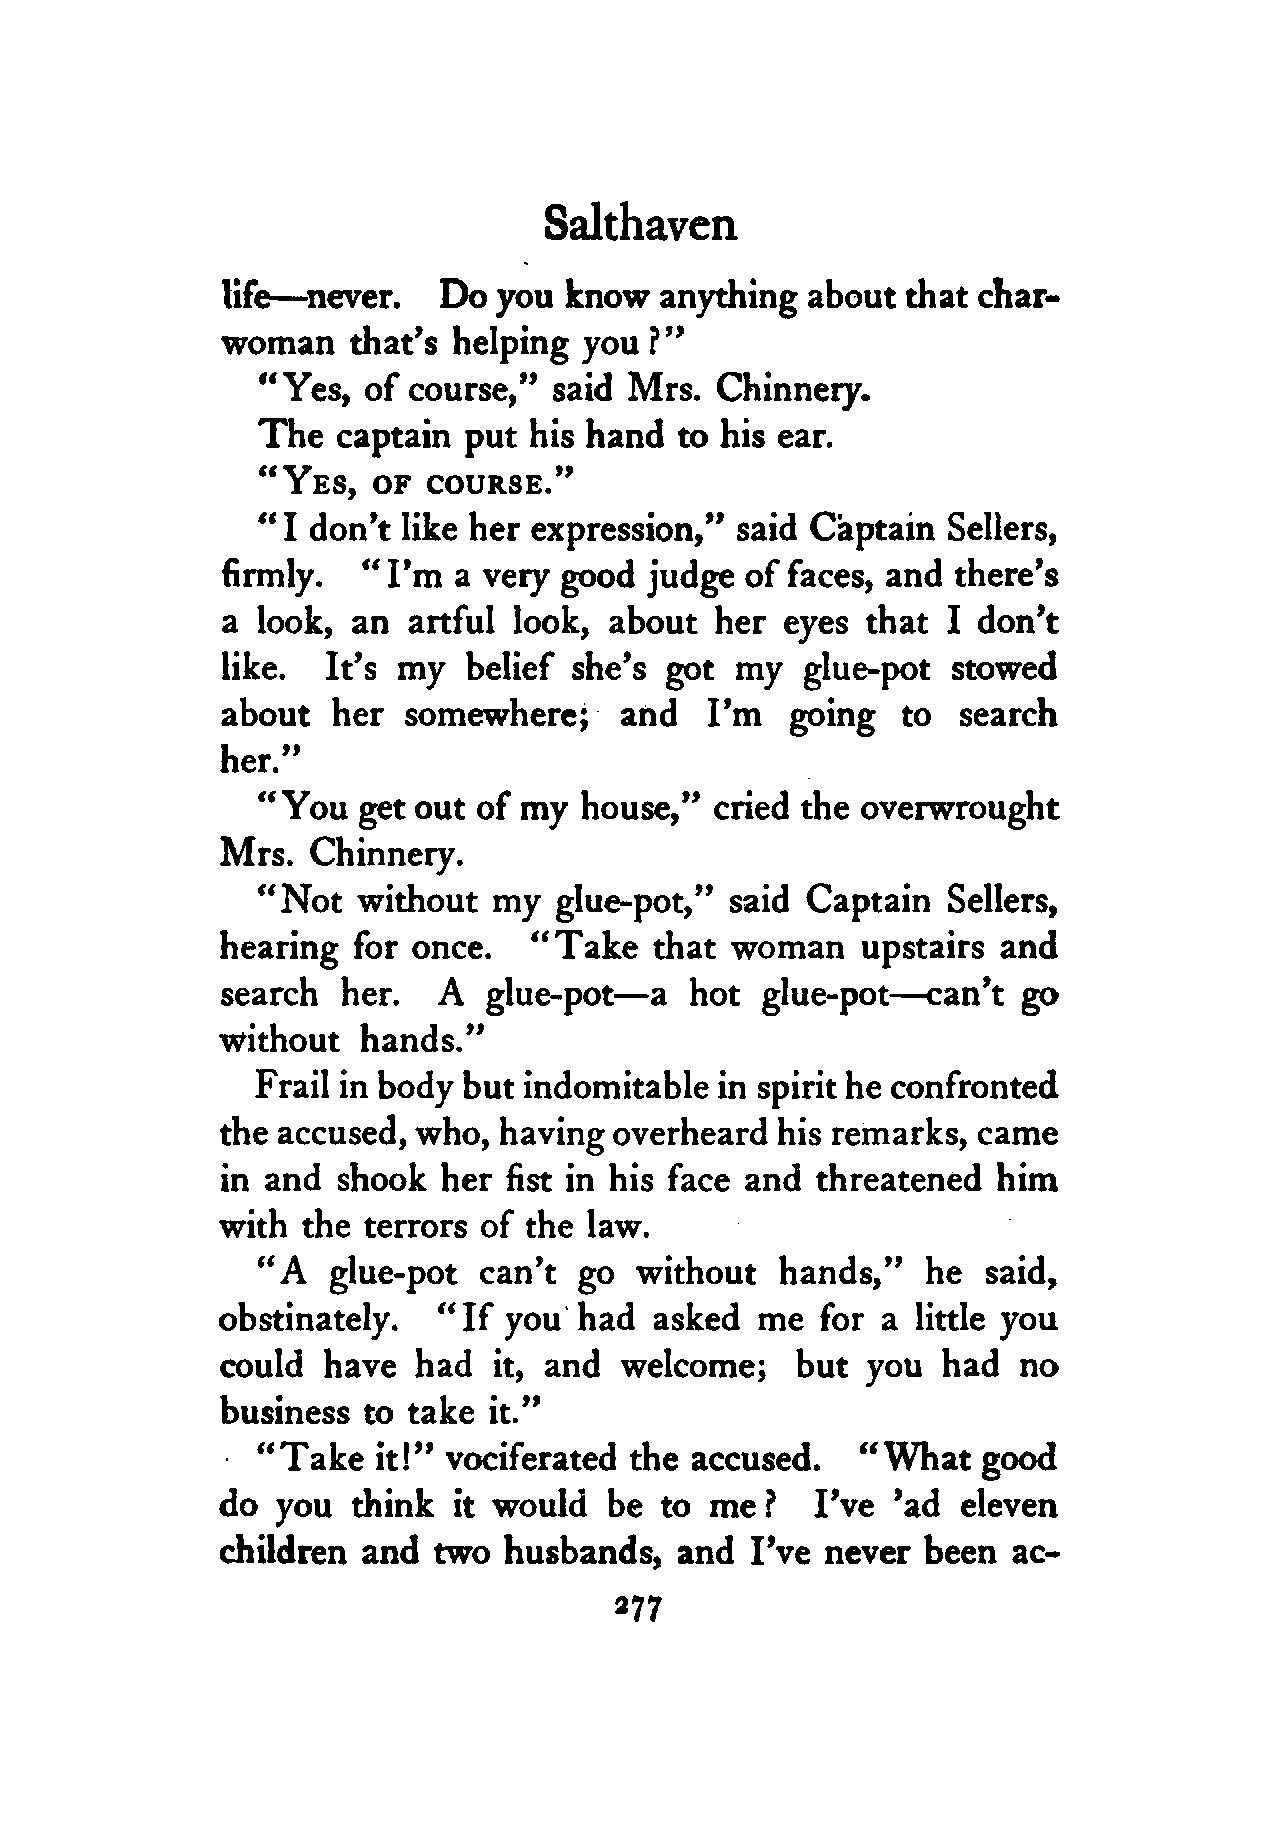 Salthaven
life—never. Do you know anything about that char-
woman that's helping you?"
"Yes, of course," said Mrs. Chinnery.
The captain put his hand to his ear.
"YES, OF COURSE."
"I don't like her expression," said Captain Sellers,
firmly. "I'm a very good judge of faces, and there's
a look, an artful look, about her eyes that I don't
like. It's my belief she's got my glue-pot stowed
about her somewhere; and I'm going to search
her."
"You get out of my house," cried the overwrought
Mrs. Chinnery.
"Not without my glue-pot," said Captain Sellers,
hearing for once. "Take that woman upstairs and
search her. A glue-pot—a hot glue-pot—can't go
without hands."
Frail in body but indomitable in spirit he confronted
the accused, who, having overheard his remarks, came
in and shook her fist in his face and threatened him
with the terrors of the law.
"A glue-pot can't go without hands," he said,
obstinately. "If you had asked me for a little you
could have had it, and welcome; but you had no
business to take it."
"Take it!" vociferated the accused. "What good
do you think it would be to me? I've 'ad eleven
children and two husbands, and I've never been ac-
277